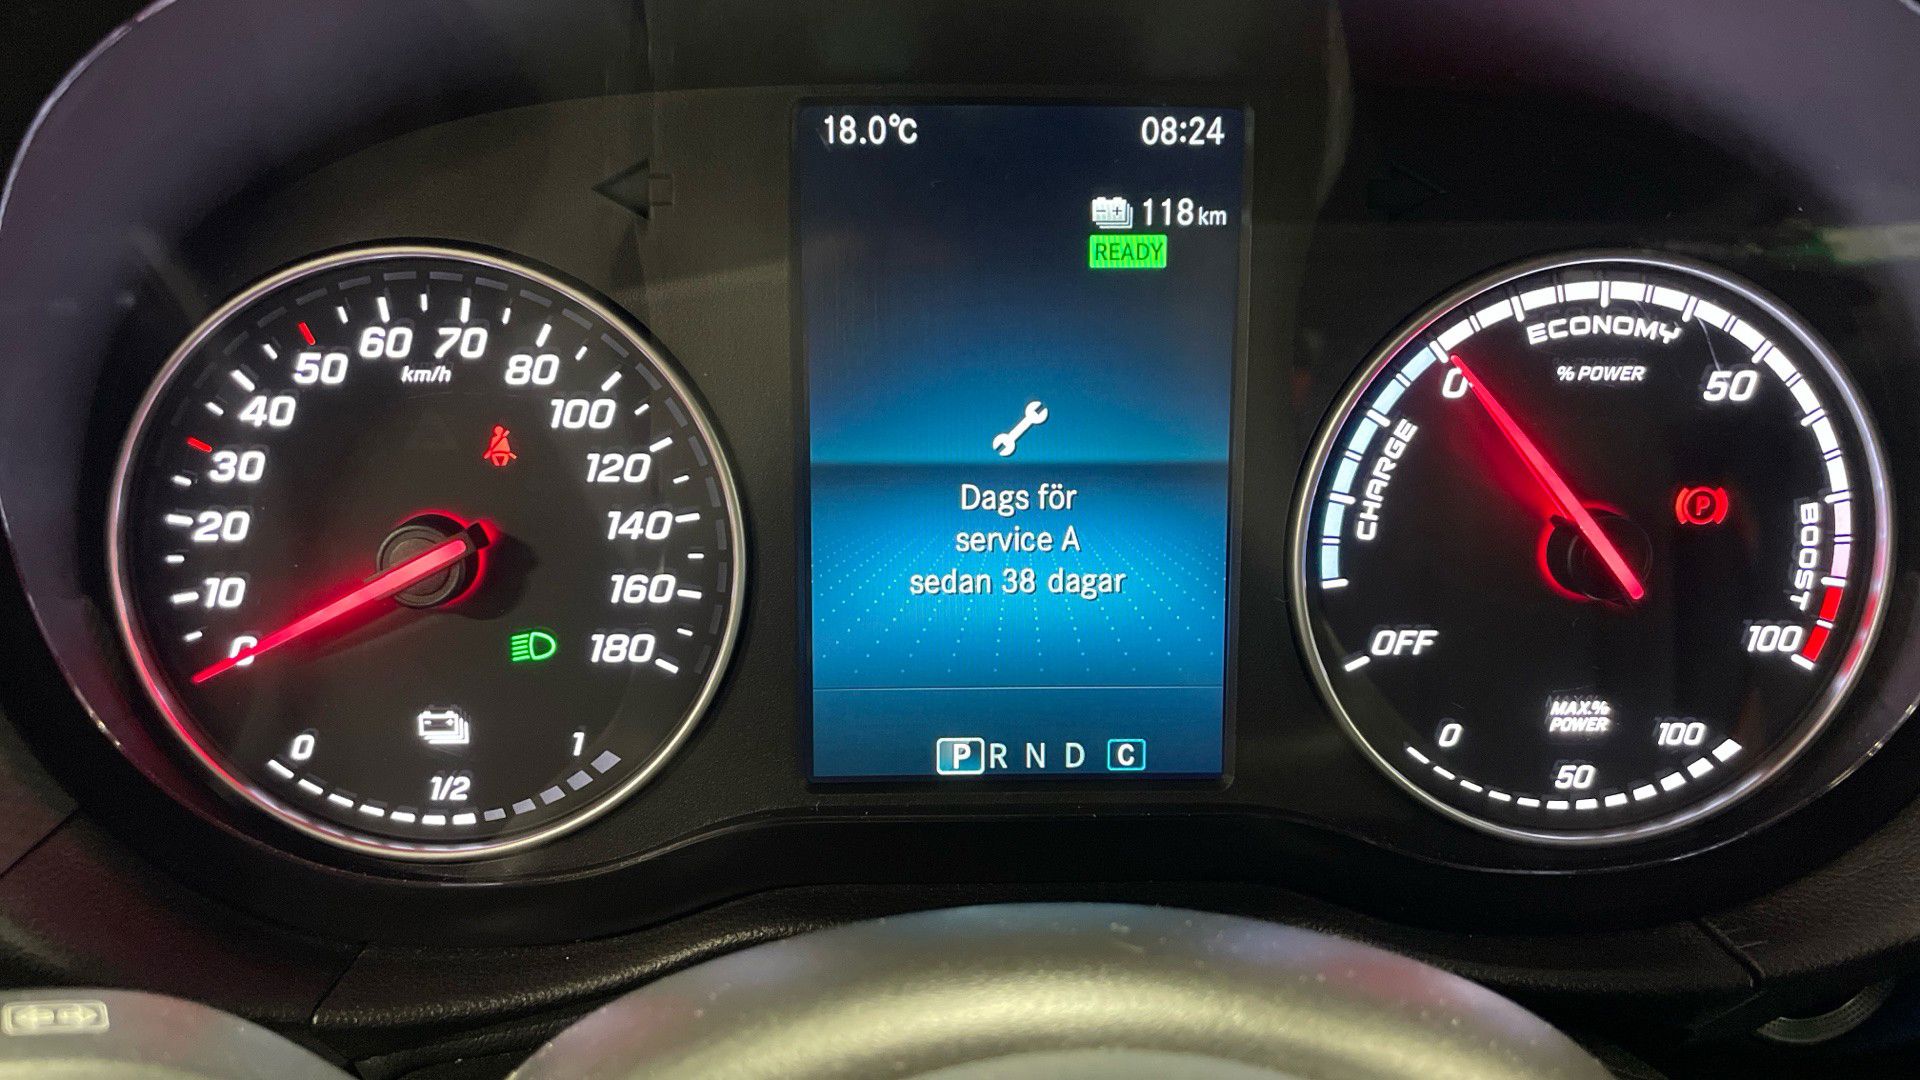 18.0°C 08:24
118 km
READY
Dags för
service A
sedan 38 dagar
P R N D C
0
10
20
30
40
50
60
70
80
100
120
140
160
180
km/h
0 1/2 1
OFF
CHARGE
0
ECONOMY
% POWER
50
BOOST
100
P
MAX.%
POWER
0 50 100